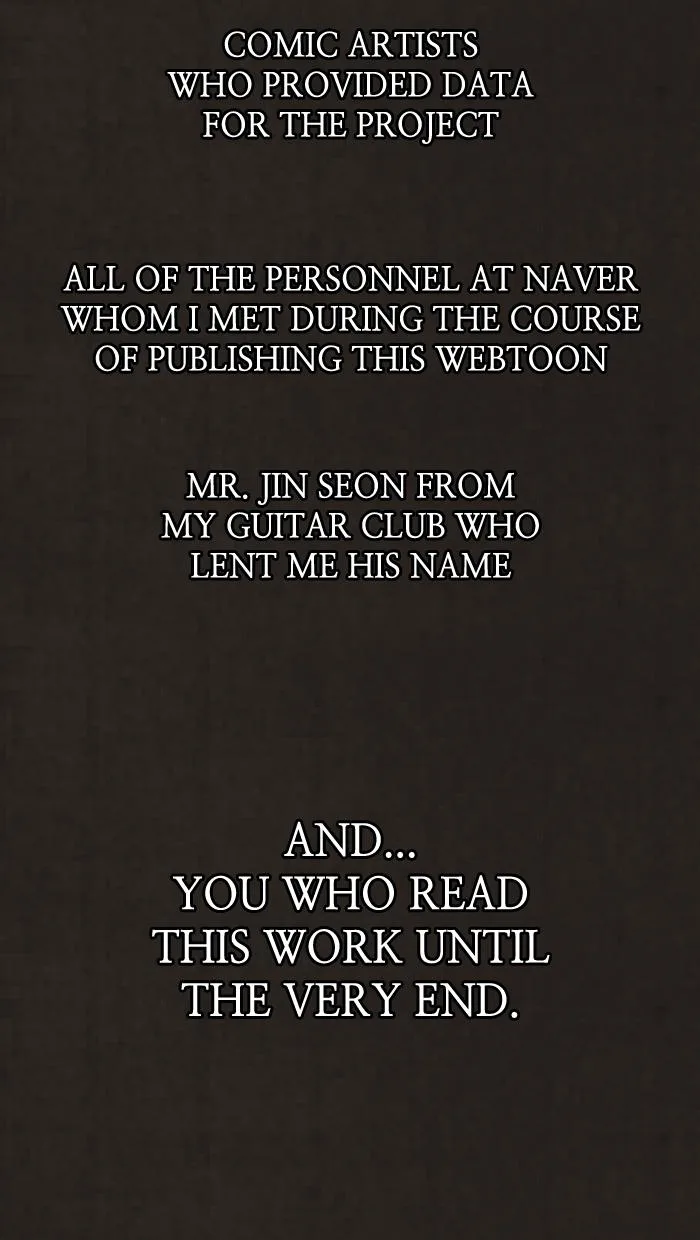 COMIC ARTISTS
WHO PROVIDED DATA
FOR THE PROJECT
ALL OF THE PERSONNEL AT NAVER
WHOM I MET DURING THE COURSE
OF PUBLISHING THIS WEBTOON
MR. JIN SEON FROM
MY GUITAR CLUB WHO
LENT ME HIS NAME
AND...
YOU WHO READ
THIS WORK UNTIL
THE VERY END.